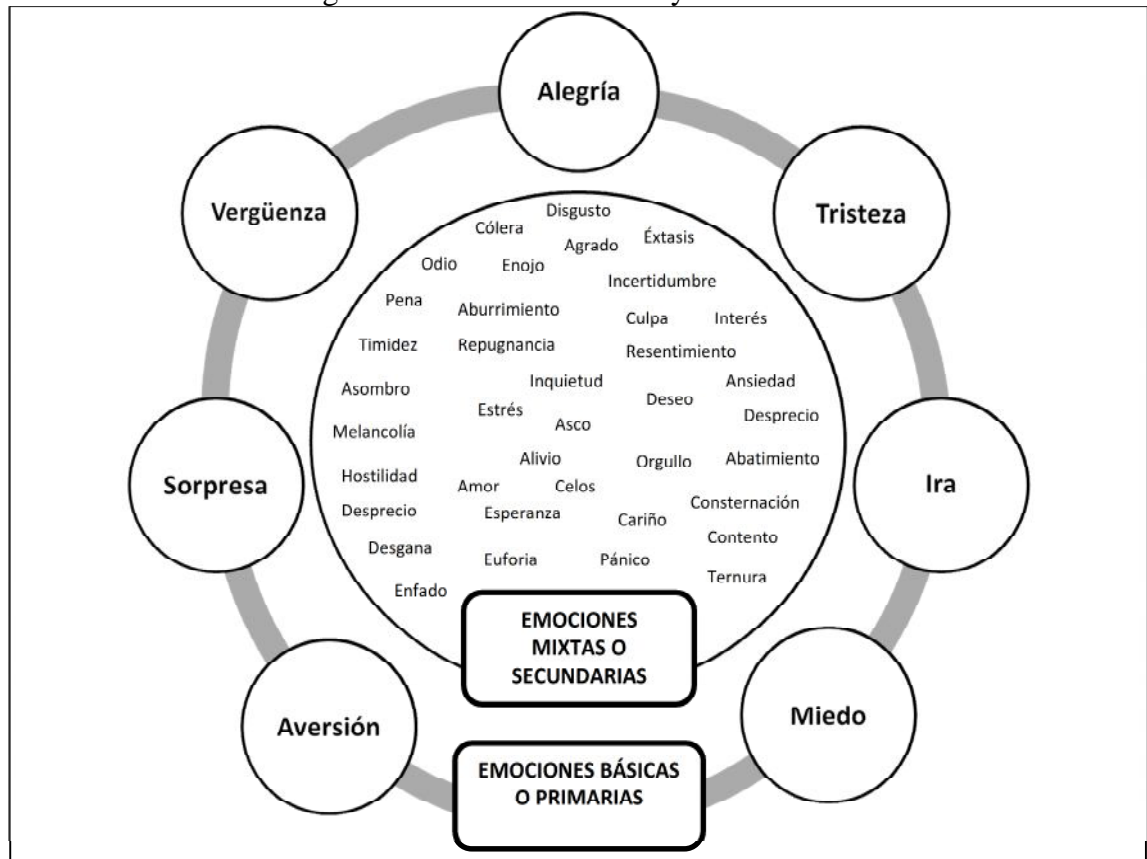 Alegría
Vergüenza
Tristeza
Disgusto
Cólera
Agrado
Éxtasis
Odio
Enojo
Incertidumbre
Pena
Aburrimiento
Culpa
Interés
Timidez
Repugnancia
Resentimiento
Asombro
Inquietud
Ansiedad
Estrés
Deseo
Desprecio
Asco
Melancolía
Alivio
Orgullo
Abatimiento
Hostilidad
Amor
Celos
Consternación
Desprecio
Esperanza
Cariño
Contento
Desgana
Euforia
Pánico
Ternura
Enfado
Sorpresa
Ira
EMOCIONES
MIXTAS O
SECUNDARIAS
Aversión
Miedo
EMOCIONES BÁSICAS
O PRIMARIAS